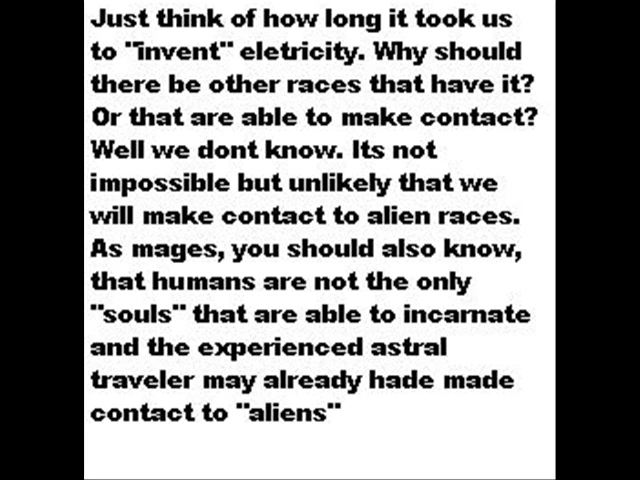 Just think of how long it took us
to "invent" eletricity. Why should
there be other races that have it?
Or that are able to make contact?
Well we dont know. Its not
impossible but unlikely that we
will make contact to alien races.
As mages, you should also know,
that humans are not the only
"souls" that are able to incarnate
and the experienced astral
traveler may already hade made
contact to "aliens"